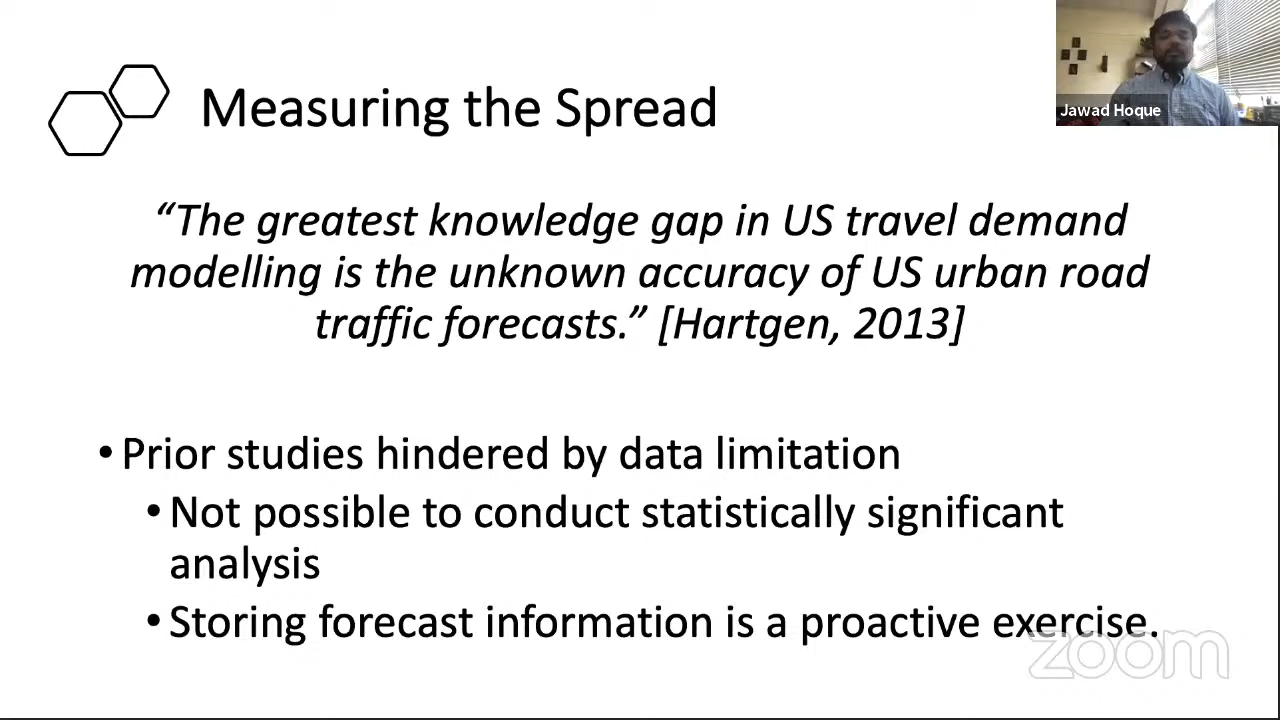 Measuring the Spread
Jawad Hoque
“The greatest knowledge gap in US travel demand
modelling is the unknown accuracy of US urban road
traffic forecasts.” [Hartgen, 2013]
• Prior studies hindered by data limitation
• Not possible to conduct statistically significant
analysis
• Storing forecast information is a proactive exercise.
zoom